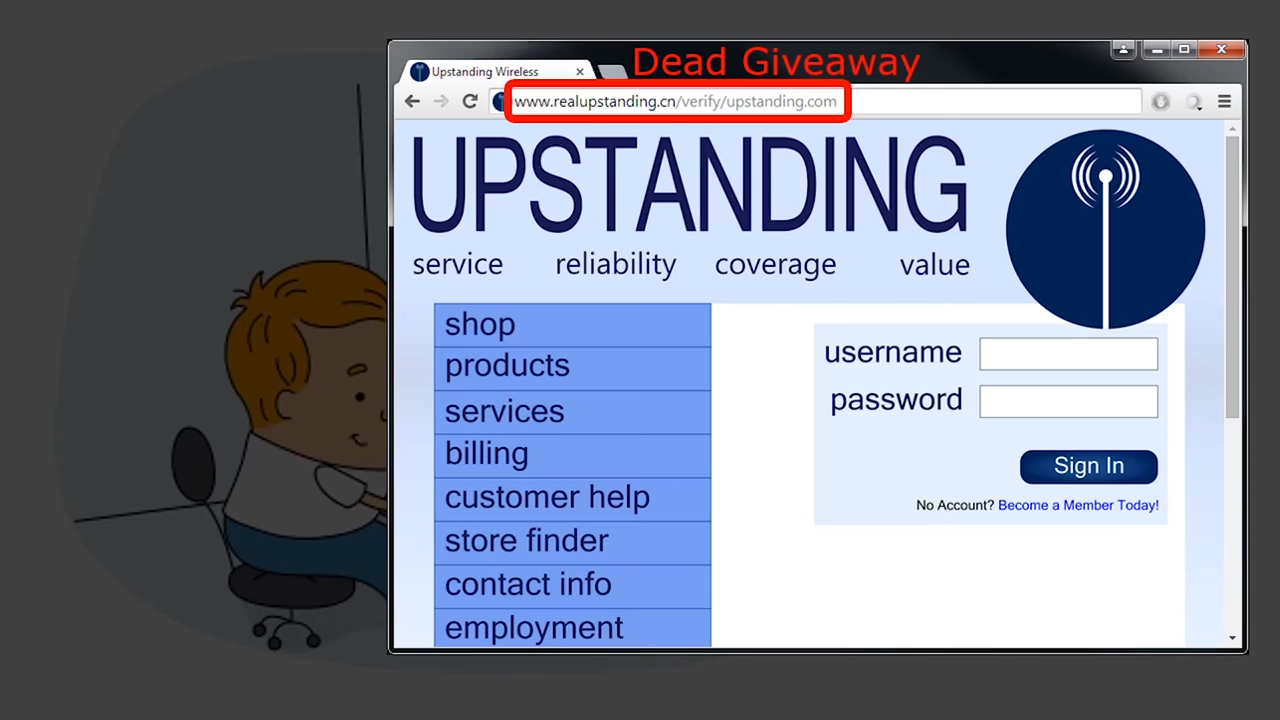 Dead Giveaway
Upstanding Wireless
www.realupstanding.cn/verify/upstanding.com
UPSTANDING
service reliability coverage value
shop
products
services
billing
customer help
store finder
contact info
employment
username
password
Sign In
No Account? Become a Member Today!